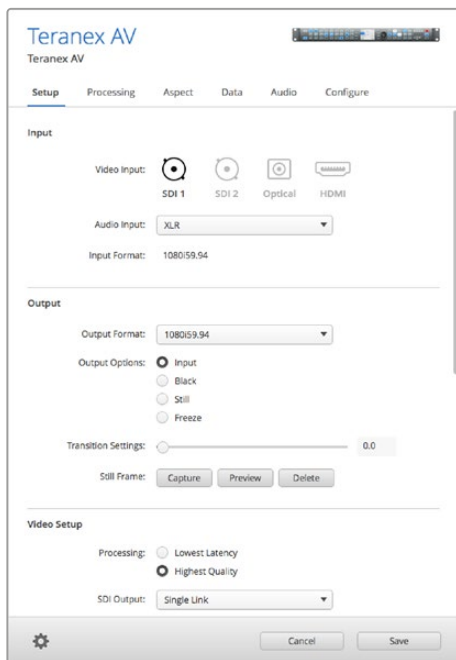 Teranex AV
Teranex AV
Setup Processing Aspect Data Audio Configure
Input
Video Input:
SDI 1 SDI 2 Optical HDMI
Audio Input: XLR
Input Format: 1080i59.94
Output
Output Format: 1080i59.94
Output Options: Input
Black
Still
Freeze
Transition Settings: 0.0
Still Frame: Capture Preview Delete
Video Setup
Processing: Lowest Latency
Highest Quality
SDI Output: Single Link
Cancel Save